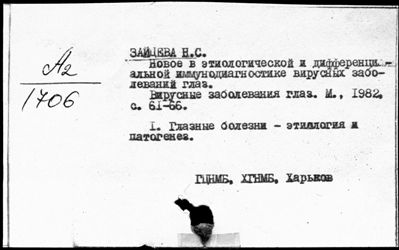 А2
1706
ЗАЙЦЕВА Н.С.
Новое в этиологической и дифференци-
альной иммунодиагностике вирусных забо-
леваний глаз.
Вирусные заболевания глаз. М., 1982,
с. 61-66.
I. Глазные болезни - этиология и
патогенез.
ГЦНМБ, ХГНМБ, Харьков